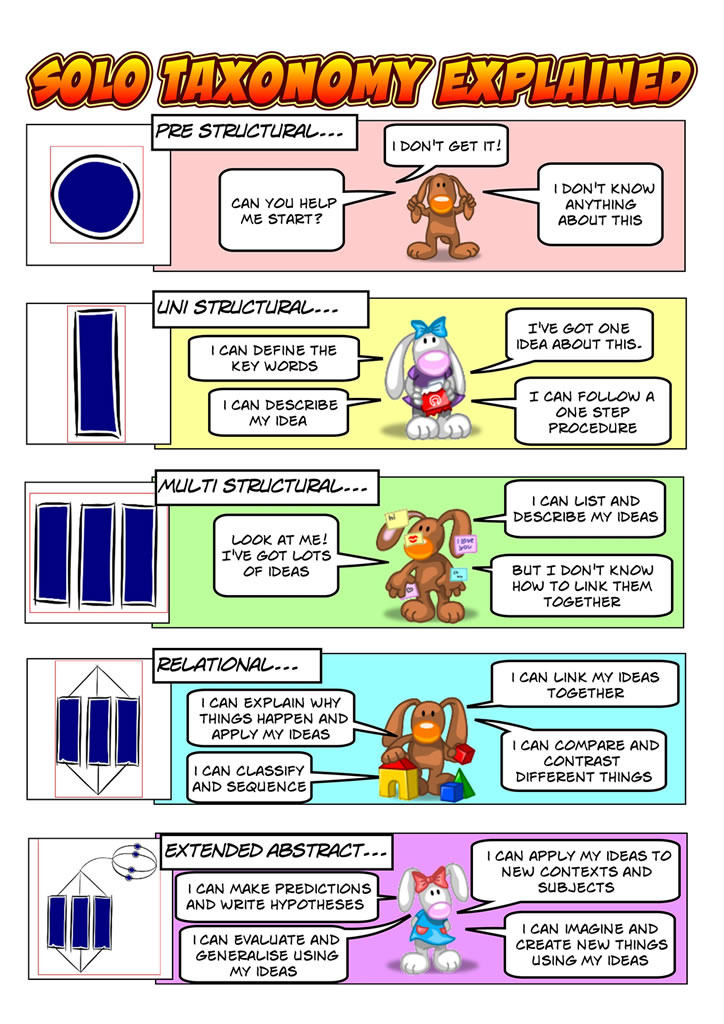 SOLO TAXONOMY EXPLAINED
PRE STRUCTURAL...
I DON'T GET IT!
CAN YOU HELP
ME START?
I DON'T KNOW
ANYTHING
ABOUT THIS
UNI STRUCTURAL...
I CAN DEFINE THE
KEY WORDS
I'VE GOT ONE
IDEA ABOUT THIS.
I CAN DESCRIBE
MY IDEA
I CAN FOLLOW A
ONE STEP
PROCEDURE
MULTI STRUCTURAL...
LOOK AT ME!
I'VE GOT LOTS
OF IDEAS
hi
I love
you
I CAN LIST AND
DESCRIBE MY IDEAS
BUT I DON'T KNOW
HOW TO LINK THEM
TOGETHER
RELATIONAL...
I CAN EXPLAIN WHY
THINGS HAPPEN AND
APPLY MY IDEAS
I CAN LINK MY IDEAS
TOGETHER
I CAN CLASSIFY
AND SEQUENCE
I CAN COMPARE AND
CONTRAST
DIFFERENT THINGS
EXTENDED ABSTRACT...
I CAN MAKE PREDICTIONS
AND WRITE HYPOTHESES
I CAN APPLY MY IDEAS TO
NEW CONTEXTS AND
SUBJECTS
I CAN EVALUATE AND
GENERALISE USING
MY IDEAS
I CAN IMAGINE AND
CREATE NEW THINGS
USING MY IDEAS